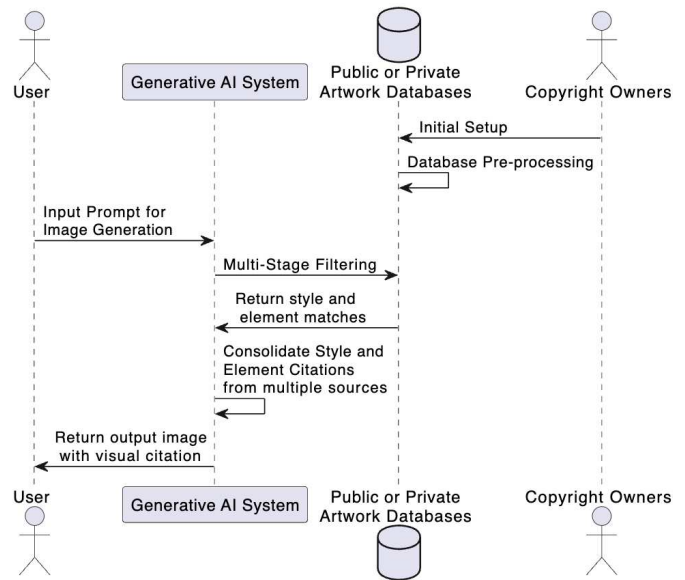 User
Generative AI System
Public or Private
Artwork Databases
Copyright Owners
Initial Setup
Database Pre-processing
Input Prompt for
Image Generation
Multi-Stage Filtering
Return style and
element matches
Consolidate Style and
Element Citations
from multiple sources
Return output image
with visual citation
User
Generative AI System
Public or Private
Artwork Databases
Copyright Owners